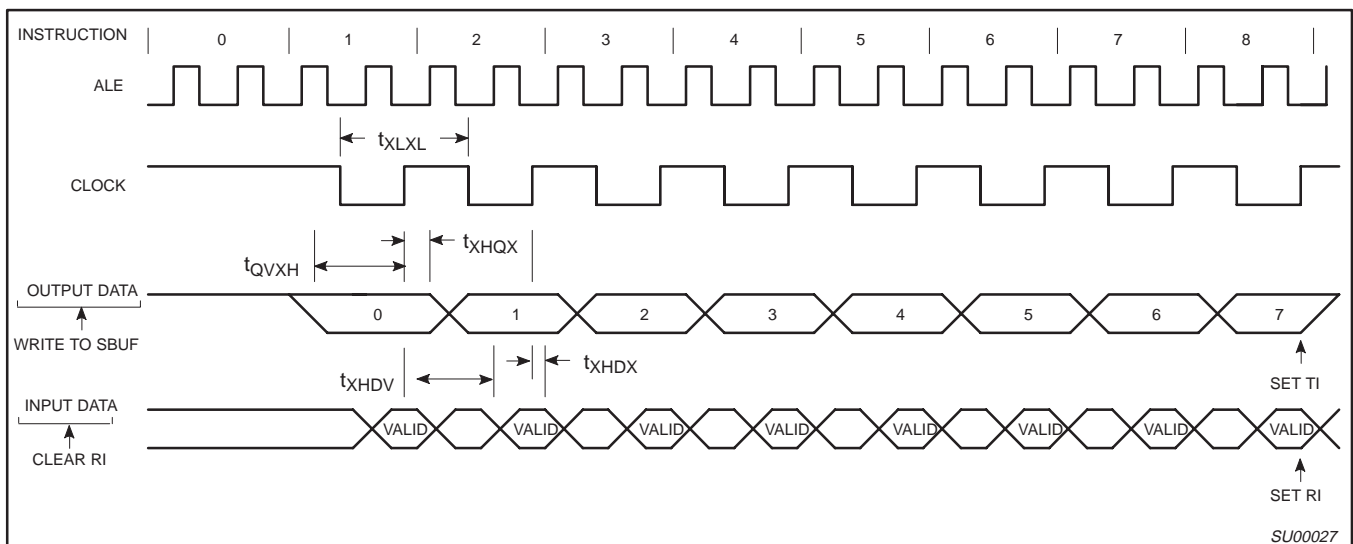 INSTRUCTION 0 1 2 3 4 5 6 7 8
ALE
tXLXL
CLOCK
tXHQX
tQVXH
OUTPUT DATA
0 1 2 3 4 5 6 7
WRITE TO SBUF
tXHDX
tXHDV
SET TI
INPUT DATA
VALID VALID VALID VALID VALID VALID VALID VALID
CLEAR RI
SET RI
SU00027